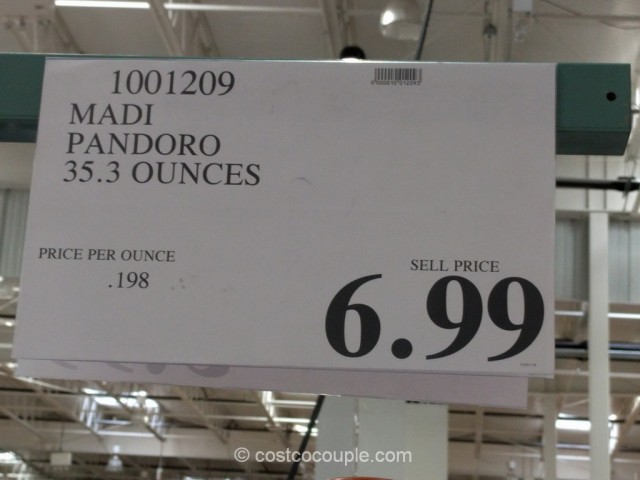 1001209
MADI
PANDORO
35.3 OUNCES
PRICE PER OUNCE
.198
SELL PRICE
6.99
© costcocouple.com